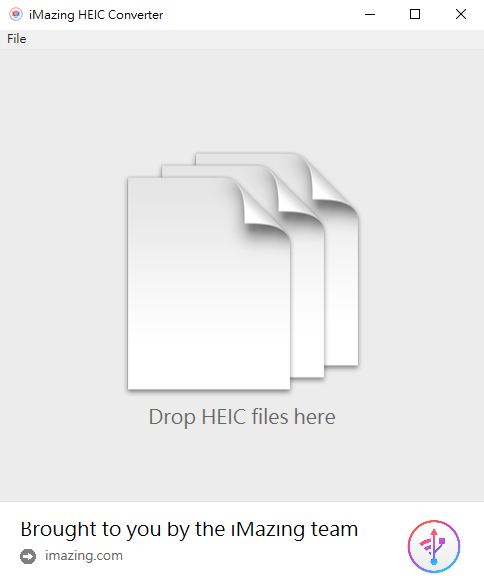 iMazing HEIC Converter
File
Drop HEIC files here
Brought to you by the iMazing team
imazing.com